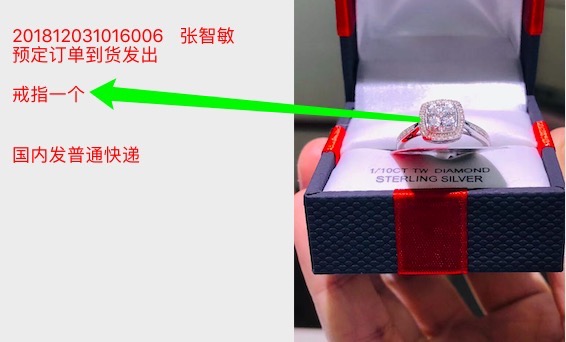 201812031016006 张智敏
预定订单到货发出
戒指一个
国内发普通快递
1/10CT TW DIAMOND
STERLING SILVER